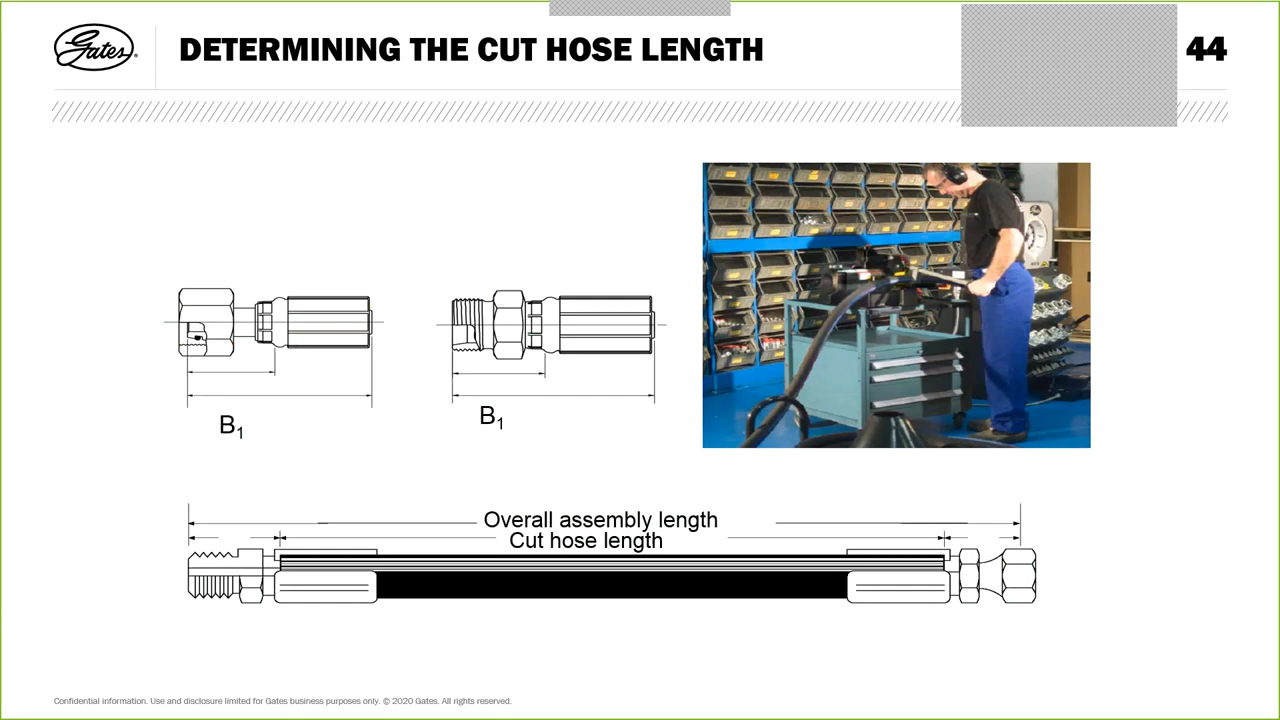 Gates
DETERMINING THE CUT HOSE LENGTH
44
B₁
B₁
Overall assembly length
Cut hose length
Confidential information. Use and disclosure limited for Gates business purposes only. © 2020 Gates. All rights reserved.